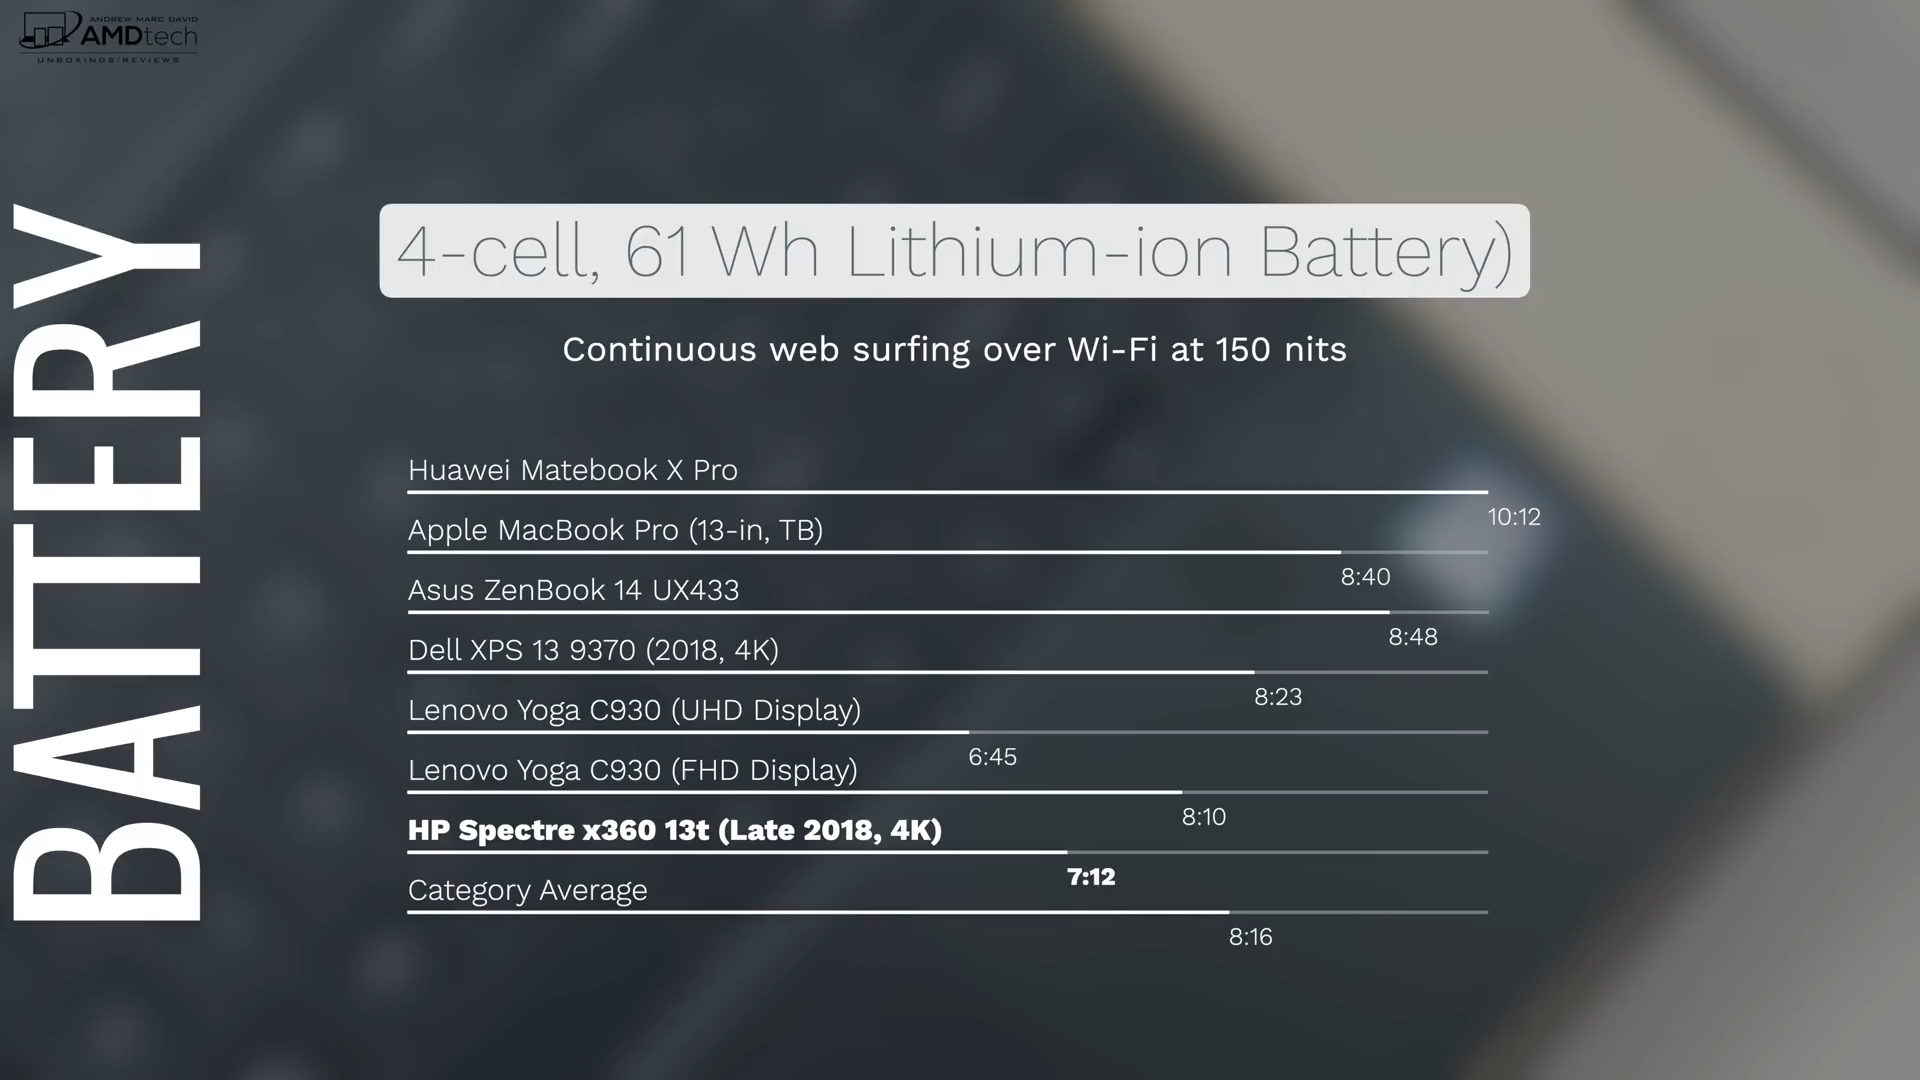 ANDREW MARC DAVID
AMDtech
UNBOXINGS/REVIEWS
BATTERY
4-cell, 61 Wh Lithium-ion Battery)
Continuous web surfing over Wi-Fi at 150 nits
Huawei Matebook X Pro
10:12
Apple MacBook Pro (13-in, TB)
8:40
Asus ZenBook 14 UX433
8:48
Dell XPS 13 9370 (2018, 4K)
8:23
Lenovo Yoga C930 (UHD Display)
6:45
Lenovo Yoga C930 (FHD Display)
8:10
HP Spectre x360 13t (Late 2018, 4K)
7:12
Category Average
8:16